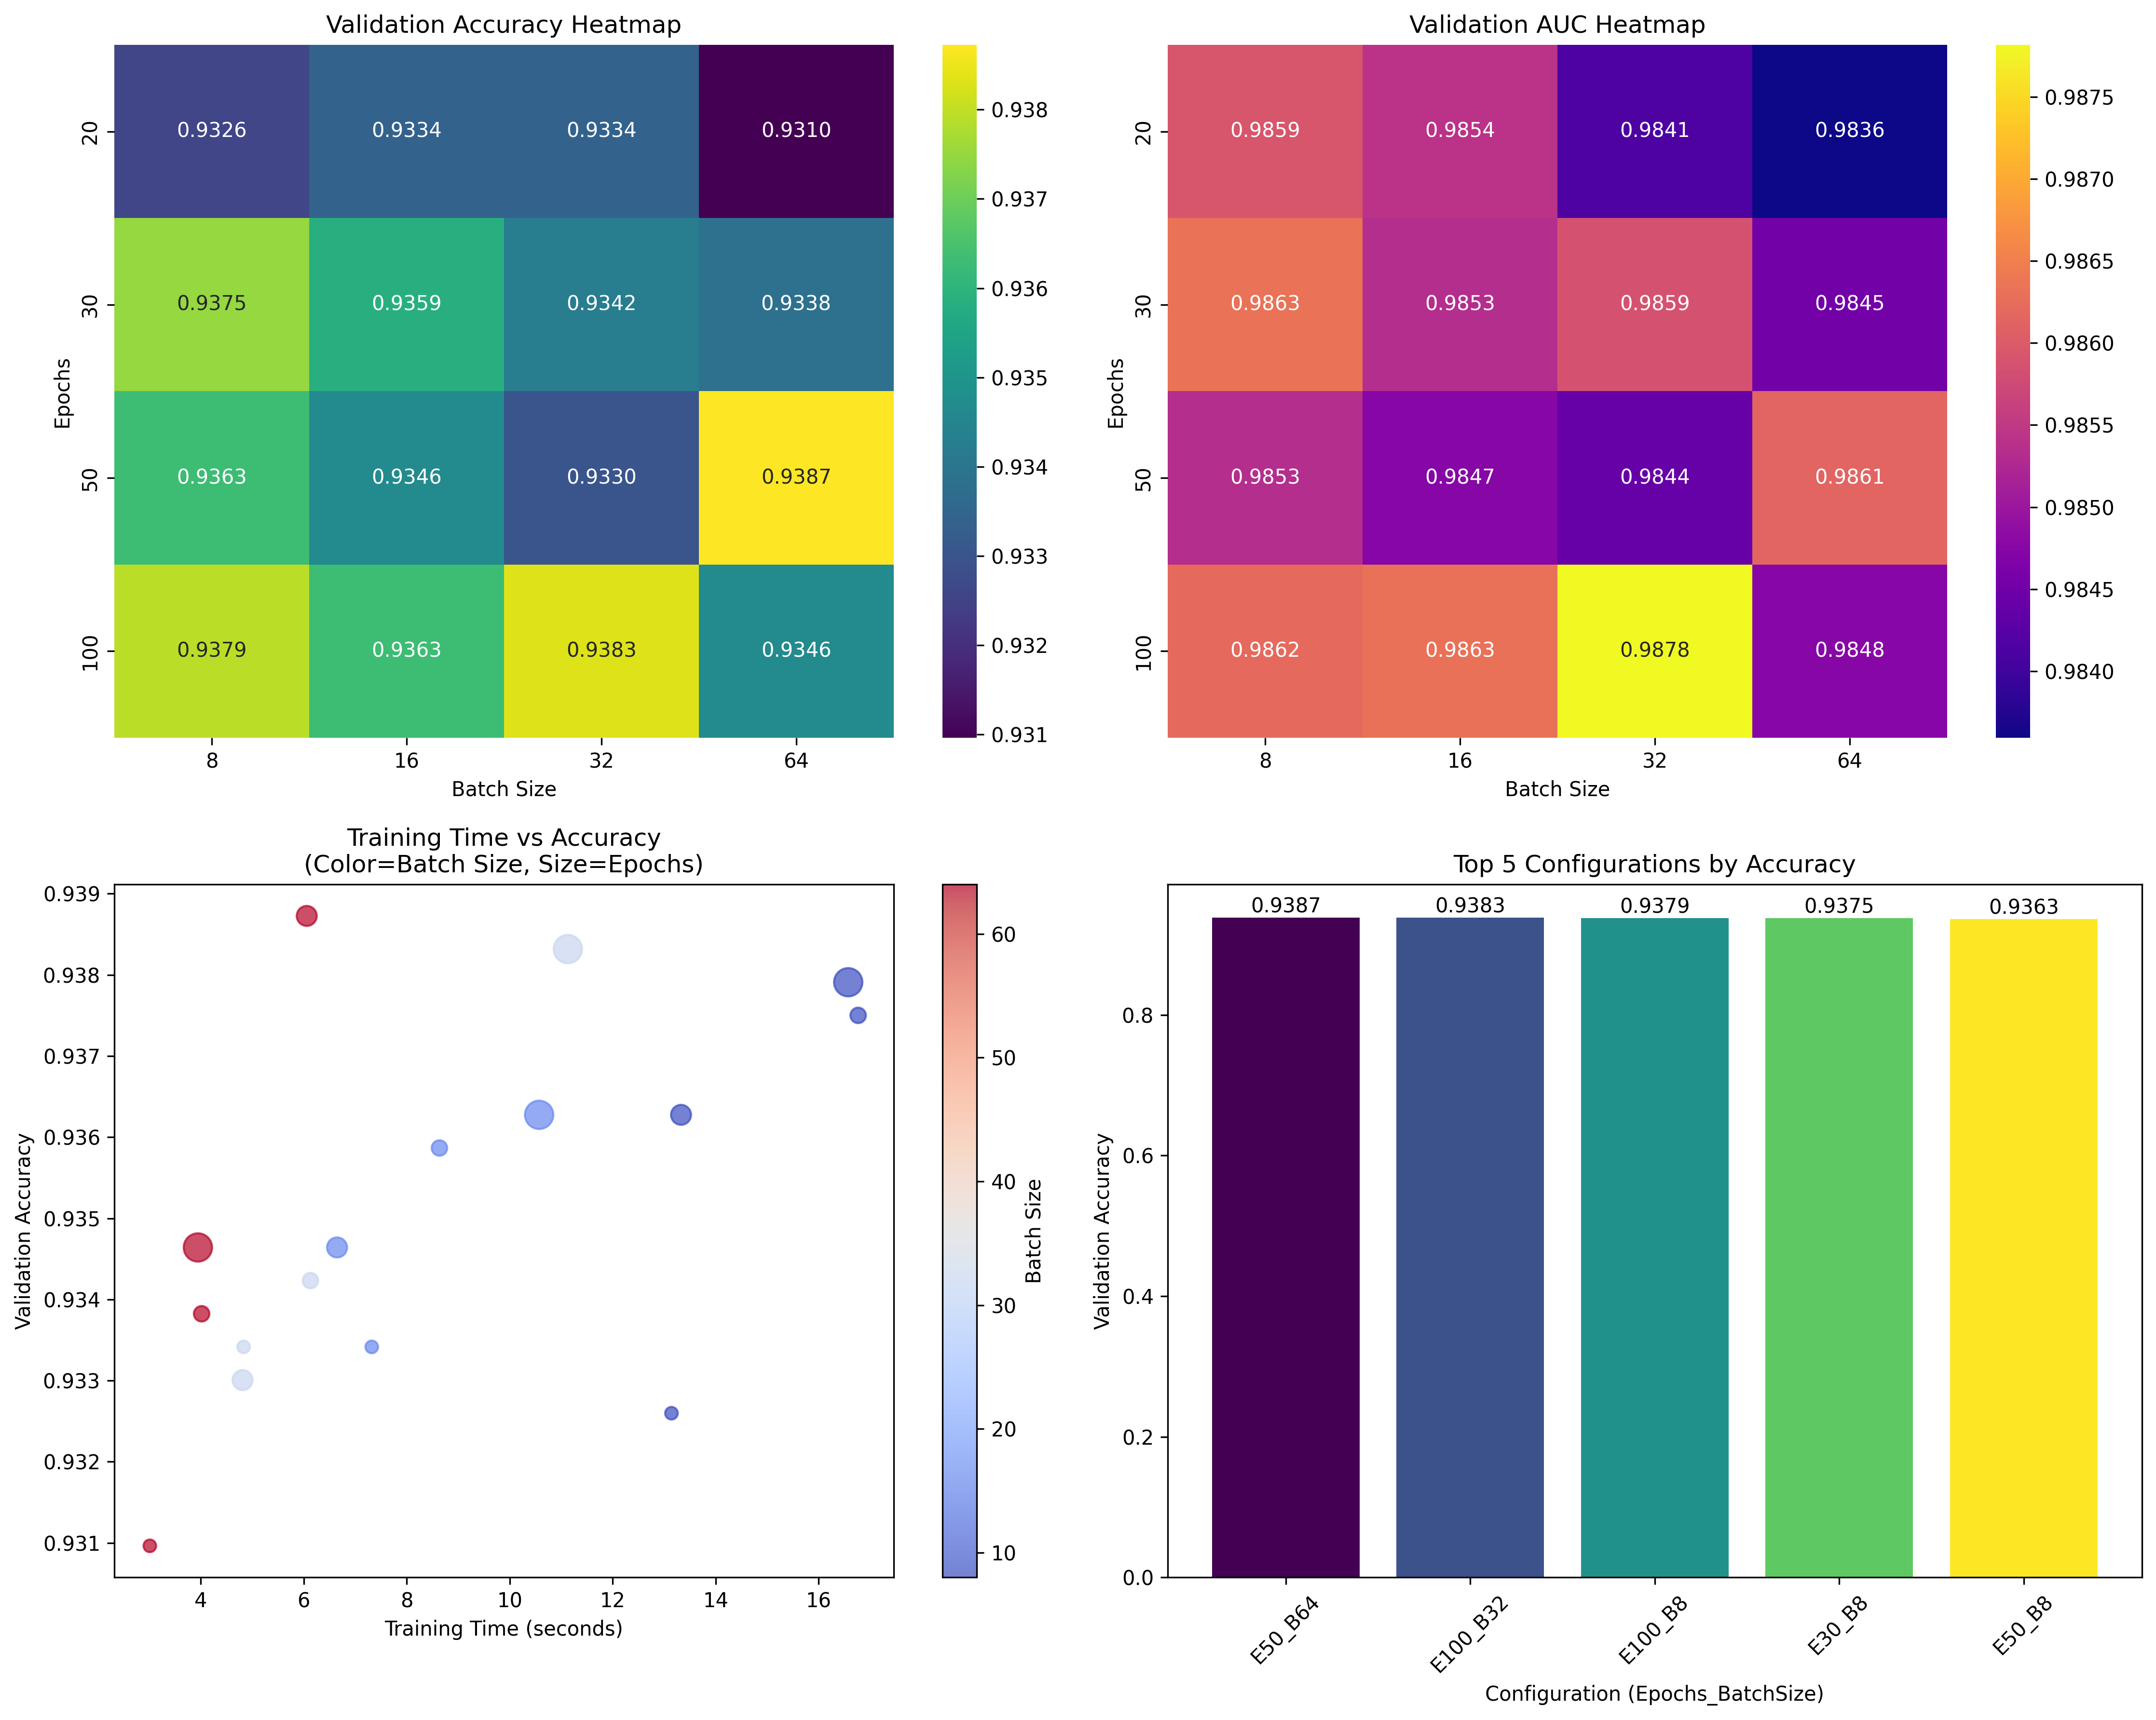 Validation Accuracy Heatmap
Epochs
20
30
50
100
0.9326 0.9334 0.9334 0.9310
0.9375 0.9359 0.9342 0.9338
0.9363 0.9346 0.9330 0.9387
0.9379 0.9363 0.9383 0.9346
8 16 32 64
Batch Size
0.938
0.937
0.936
0.935
0.934
0.933
0.932
0.931
Validation AUC Heatmap
Epochs
20
30
50
100
0.9859 0.9854 0.9841 0.9836
0.9863 0.9853 0.9859 0.9845
0.9853 0.9847 0.9844 0.9861
0.9862 0.9863 0.9878 0.9848
8 16 32 64
Batch Size
0.9875
0.9870
0.9865
0.9860
0.9855
0.9850
0.9845
0.9840
Training Time vs Accuracy
(Color=Batch Size, Size=Epochs)
Validation Accuracy
0.939
0.938
0.937
0.936
0.935
0.934
0.933
0.932
0.931
4 6 8 10 12 14 16
Training Time (seconds)
60
50
40
30
20
10
Batch Size
Top 5 Configurations by Accuracy
Validation Accuracy
0.8
0.6
0.4
0.2
0.0
0.9387 0.9383 0.9379 0.9375 0.9363
E50_B64 E100_B32 E100_B8 E30_B8 E50_B8
Configuration (Epochs_BatchSize)